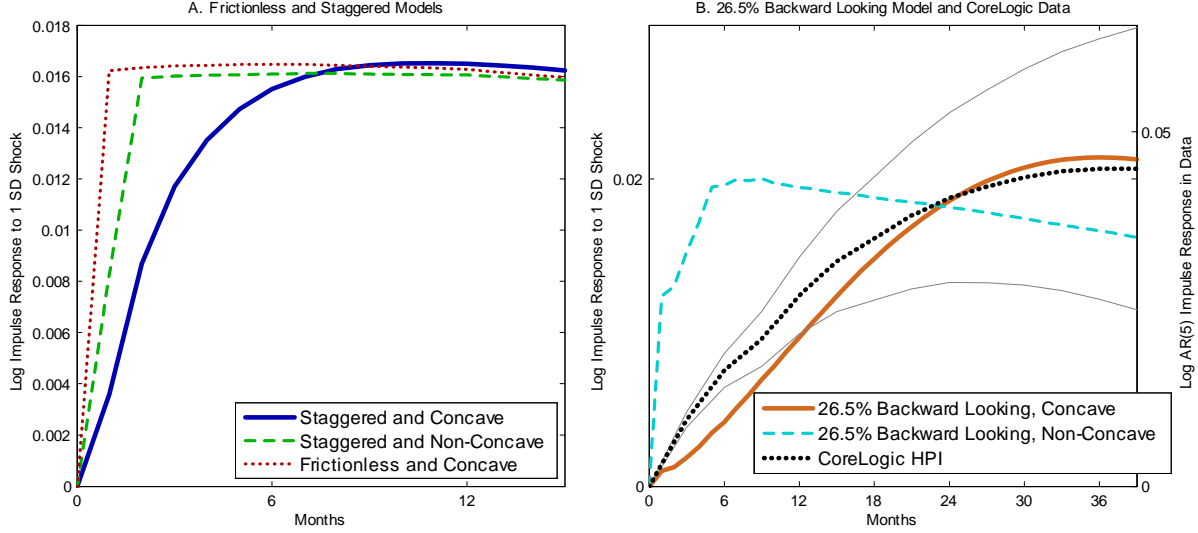 A. Frictionless and Staggered Models
Log Impulse Response to 1 SD Shock
0.018
0.016
0.014
0.012
0.01
0.008
0.006
0.004
0.002
0
0
6
12
Months
Staggered and Concave
Staggered and Non-Concave
Frictionless and Concave
B. 26.5% Backward Looking Model and CoreLogic Data
Log Impulse Response to 1 SD Shock
0.02
0
0
6
12
18
24
30
36
Months
0.05
0
Log AR(5) Impulse Response in Data
26.5% Backward Looking, Concave
26.5% Backward Looking, Non-Concave
CoreLogic HPI